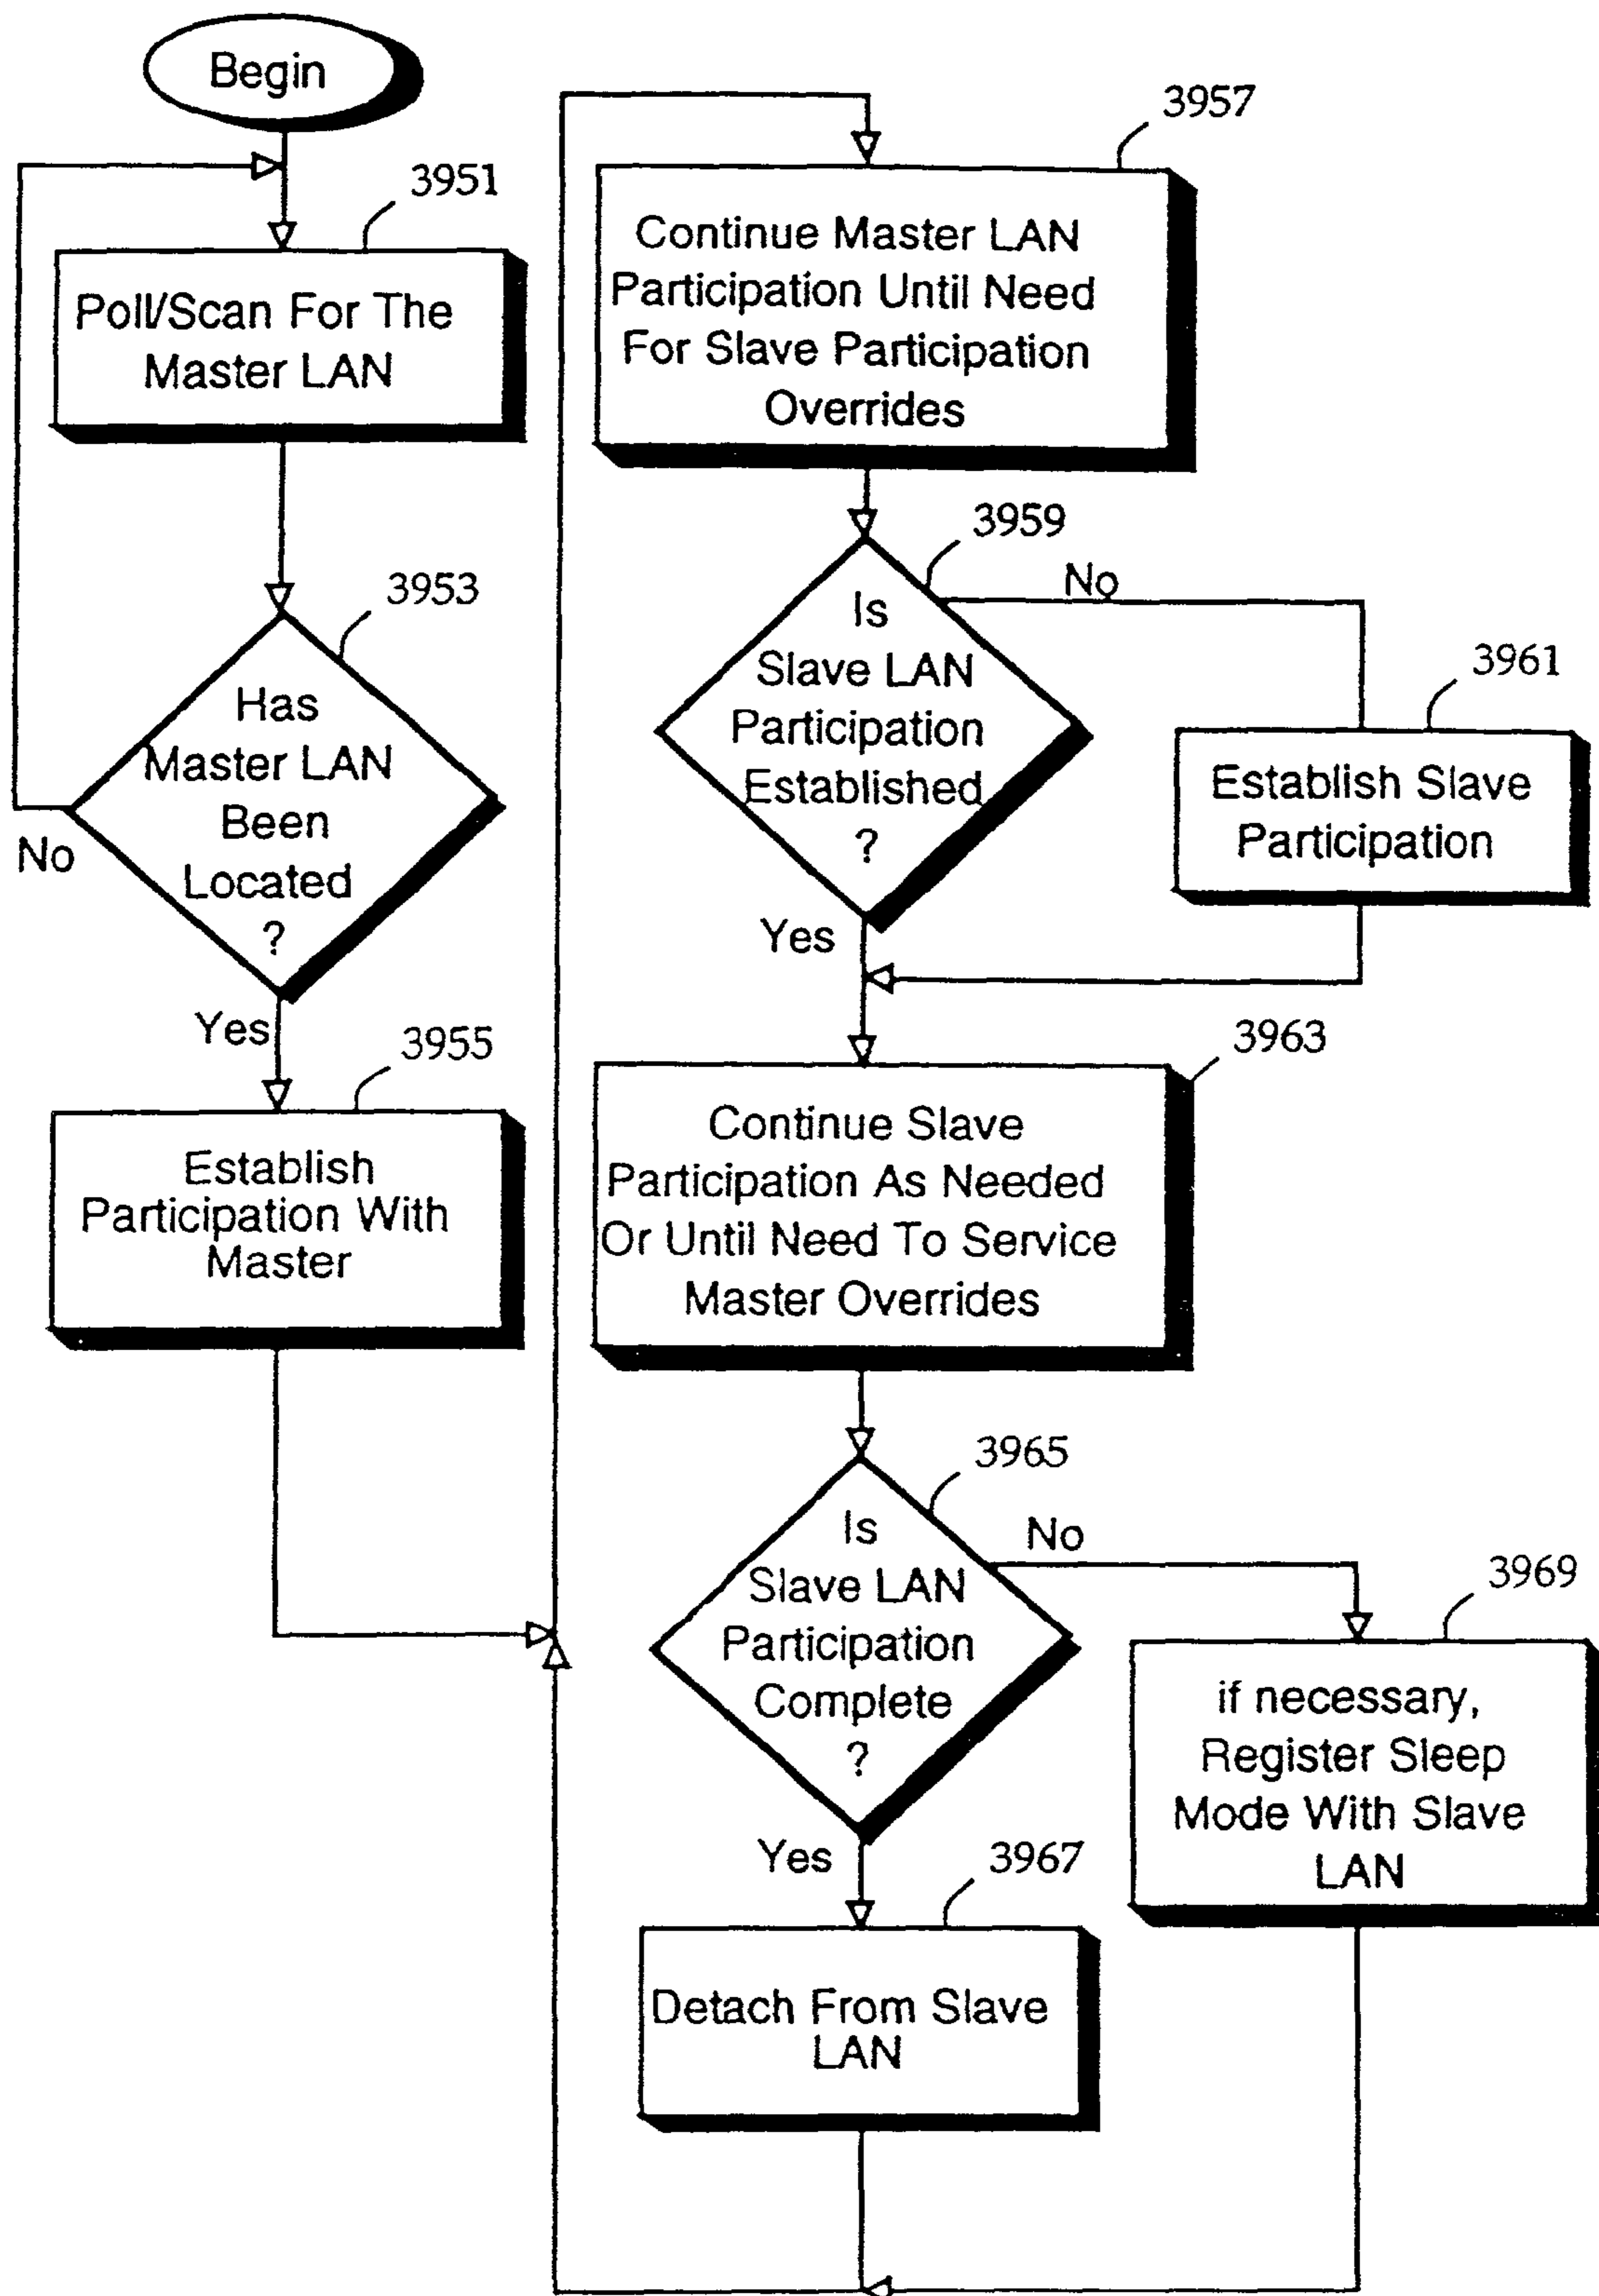 Begin
3951
Poll/Scan For The
Master LAN
3953
Has
Master LAN
Been
Located
?
No
Yes
3955
Establish
Participation With
Master
3957
Continue Master LAN
Participation Until Need
For Slave Participation
Overrides
3959
No
Is
Slave LAN
Participation
Established
?
3961
Establish Slave
Participation
Yes
3963
Continue Slave
Participation As Needed
Or Until Need To Service
Master Overrides
3965
No
Is
Slave LAN
Participation
Complete
?
3969
if necessary,
Register Sleep
Mode With Slave
LAN
Yes
3967
Detach From Slave
LAN